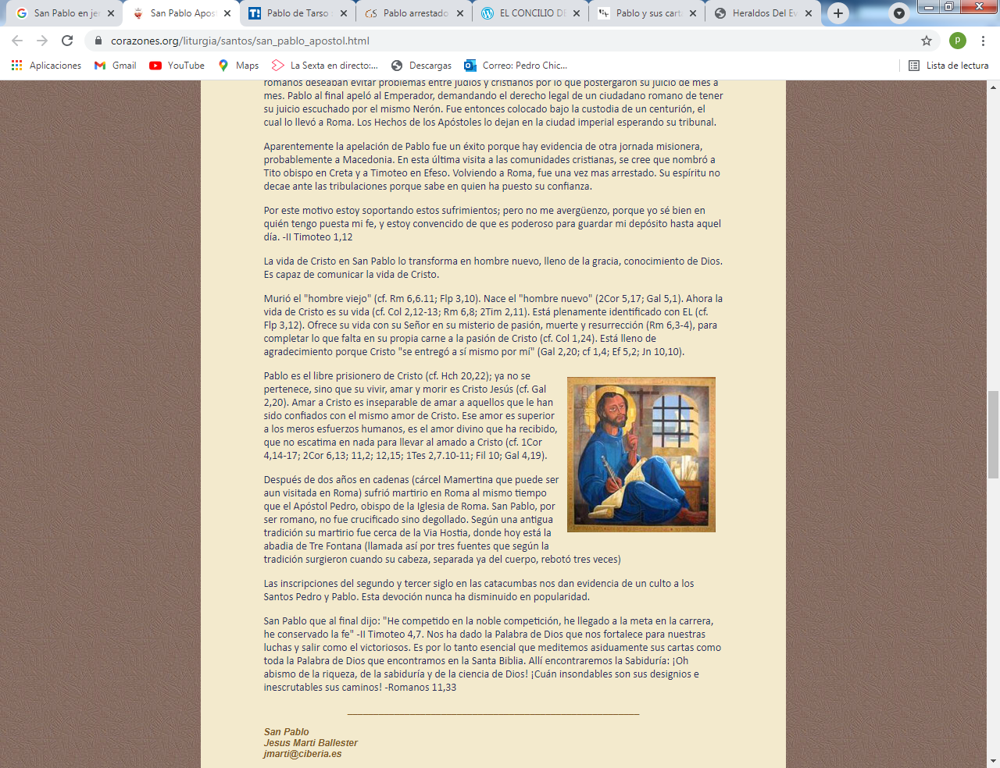 San Pablo en jer
San Pablo Apos
Pablo de Tarso
Pablo arrestado
EL CONCILIO DE
Pablo y sus carta
Heraldos Del Ev
p
corazones.org/liturgia/santos/san_pablo_apostol.html
Aplicaciones
Gmail
YouTube
Maps
La Sexta en directo:...
Descargas
Correo: Pedro Chic...
Lista de lectura
romanos deseaban evitar problemas entre judíos y cristianos por lo que postergaron su juicio de mes a
mes. Pablo al final apeló al Emperador, demandando el derecho legal de un ciudadano romano de tener
su juicio escuchado por el mismo Nerón. Fue entonces colocado bajo la custodia de un centurión, el
cual lo llevó a Roma. Los Hechos de los Apóstoles lo dejan en la ciudad imperial esperando su tribunal.
Aparentemente la apelación de Pablo fue un éxito porque hay evidencia de otra jornada misionera,
probablemente a Macedonia. En esta última visita a las comunidades cristianas, se cree que nombró a
Tito obispo en Creta y a Timoteo en Efeso. Volviendo a Roma, fue una vez mas arrestado. Su espíritu no
decae ante las tribulaciones porque sabe en quien ha puesto su confianza.
Por este motivo estoy soportando estos sufrimientos; pero no me avergüenzo, porque yo sé bien en
quién tengo puesta mi fe, y estoy convencido de que es poderoso para guardar mi depósito hasta aquel
día. -II Timoteo 1,12
La vida de Cristo en San Pablo lo transforma en hombre nuevo, lleno de la gracia, conocimiento de Dios.
Es capaz de comunicar la vida de Cristo.
Murió el "hombre viejo" (cf. Rm 6,6.11; Flp 3,10). Nace el "hombre nuevo" (2Cor 5,17; Gal 5,1). Ahora la
vida de Cristo es su vida (cf. Col 2,12-13; Rm 6,8; 2Tim 2,11). Está plenamente identificado con EL (cf.
Flp 3,12). Ofrece su vida con su Señor en su misterio de pasión, muerte y resurrección (Rm 6,3-4), para
completar lo que falta en su propia carne a la pasión de Cristo (cf. Col 1,24). Está lleno de
agradecimiento porque Cristo "se entregó a sí mismo por mí" (Gal 2,20; cf 1,4; Ef 5,2; Jn 10,10).
Pablo es el libre prisionero de Cristo (cf. Hch 20,22); ya no se
pertenece, sino que su vivir, amar y morir es Cristo Jesús (cf. Gal
2,20). Amar a Cristo es inseparable de amar a aquellos que le han
sido confiados con el mismo amor de Cristo. Ese amor es superior
a los meros esfuerzos humanos, es el amor divino que ha recibido,
que no escatima en nada para llevar al amado a Cristo (cf. 1Cor
4,14-17; 2Cor 6,13; 11,2; 12,15; 1Tes 2,7.10-11; Fil 10; Gal 4,19).
Después de dos años en cadenas (cárcel Mamertina que puede ser
aun visitada en Roma) sufrió martirio en Roma al mismo tiempo
que el Apóstol Pedro, obispo de la Iglesia de Roma. San Pablo, por
ser romano, no fue crucificado sino degollado. Según una antigua
tradición su martirio fue cerca de la Via Hostia, donde hoy está la
abadia de Tre Fontana (llamada así por tres fuentes que según la
tradición surgieron cuando su cabeza, separada ya del cuerpo, rebotó tres veces)
Las inscripciones del segundo y tercer siglo en las catacumbas nos dan evidencia de un culto a los
Santos Pedro y Pablo. Esta devoción nunca ha disminuido en popularidad.
San Pablo que al final dijo: "He competido en la noble competición, he llegado a la meta en la carrera,
he conservado la fe" -II Timoteo 4,7. Nos ha dado la Palabra de Dios que nos fortalece para nuestras
luchas y salir como el victoriosos. Es por lo tanto esencial que meditemos asiduamente sus cartas como
toda la Palabra de Dios que encontramos en la Santa Biblia. Allí encontraremos la Sabiduría: ¡Oh
abismo de la riqueza, de la sabiduría y de la ciencia de Dios! ¡Cuán insondables son sus designios e
inescrutables sus caminos! -Romanos 11,33
San Pablo
Jesus Marti Ballester
jmarti@ciberia.es